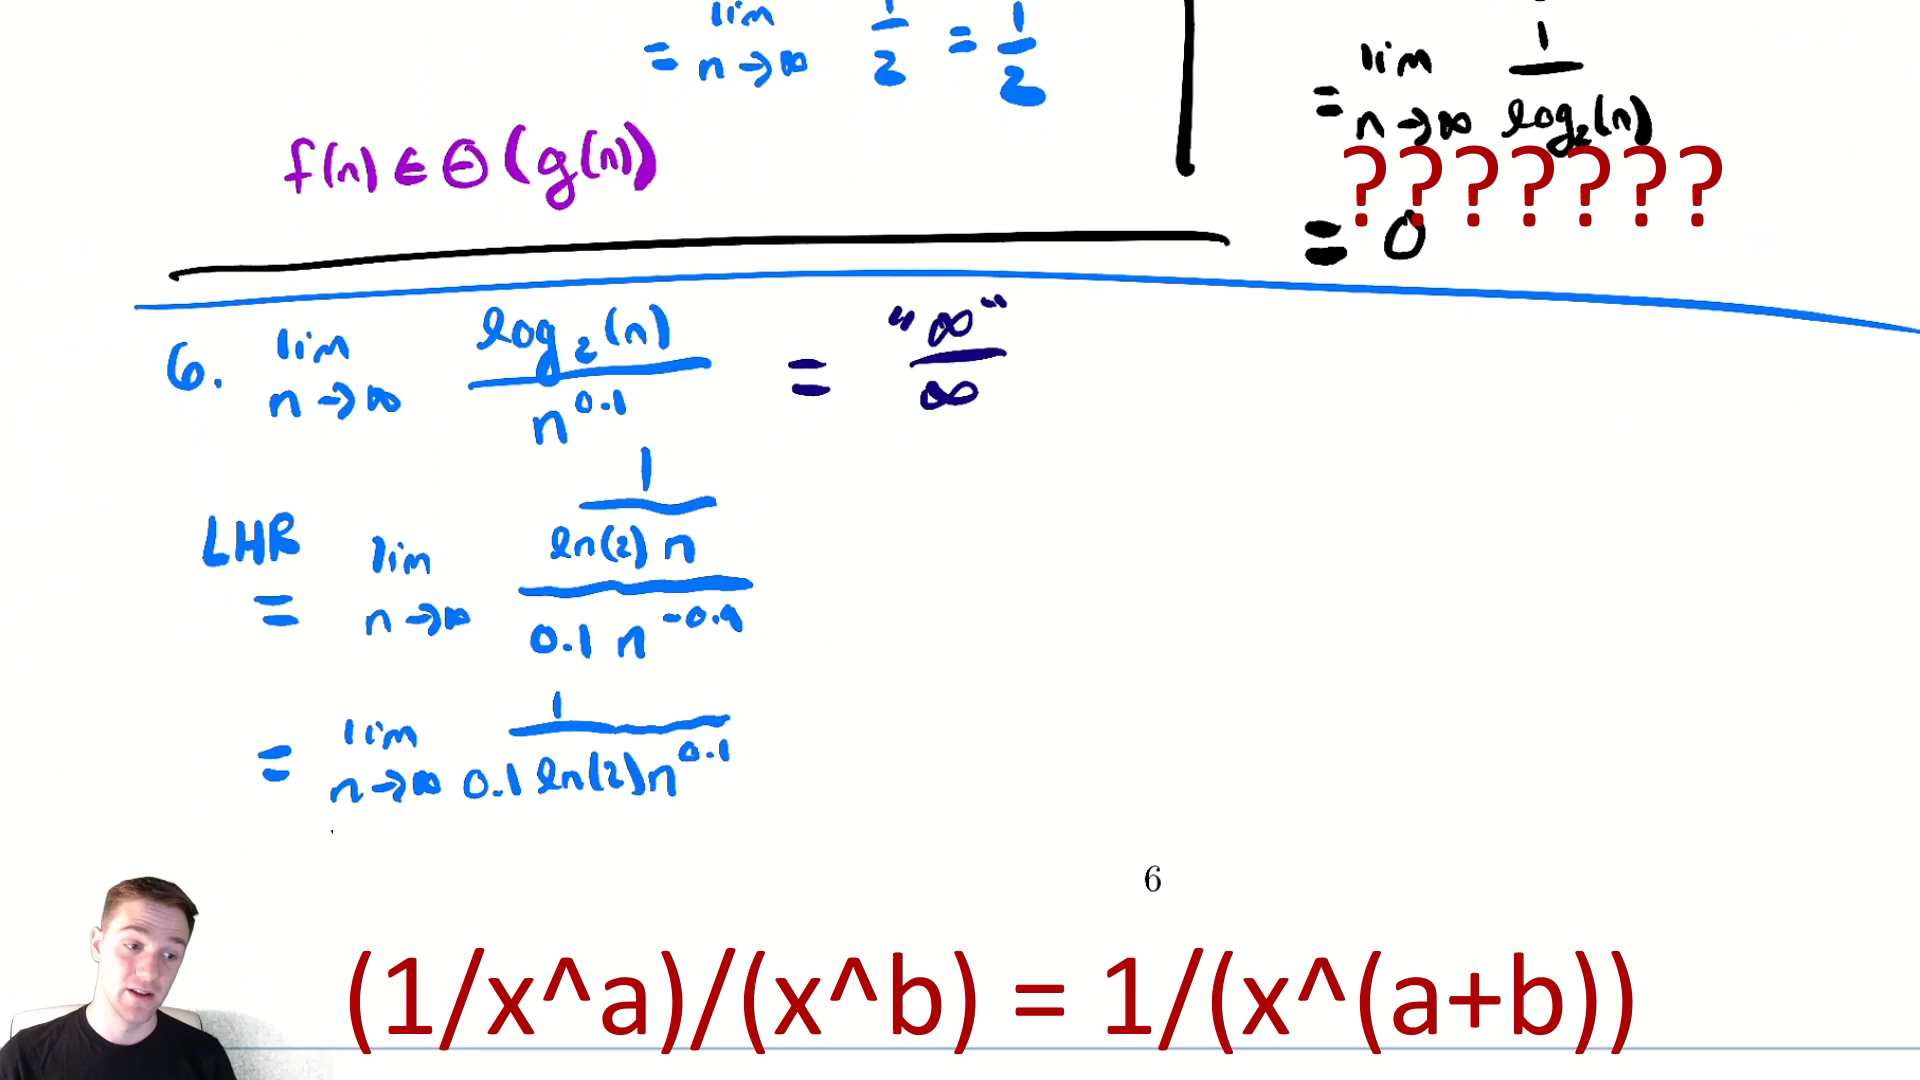 = lim n→∞ 1/2 = 1/2
= lim n→∞ 1/log₂(n)
???????
= 0
f(n) ∈ Θ(g(n))
6. lim n→∞ log₂(n)/n^0.1 = "∞"/∞
LHR = lim n→∞ (1/(ln(2) n))/(0.1 n^-0.9)
= lim n→∞ 1/(0.1 ln(2) n^0.1)
6
(1/x^a)/(x^b) = 1/(x^(a+b))